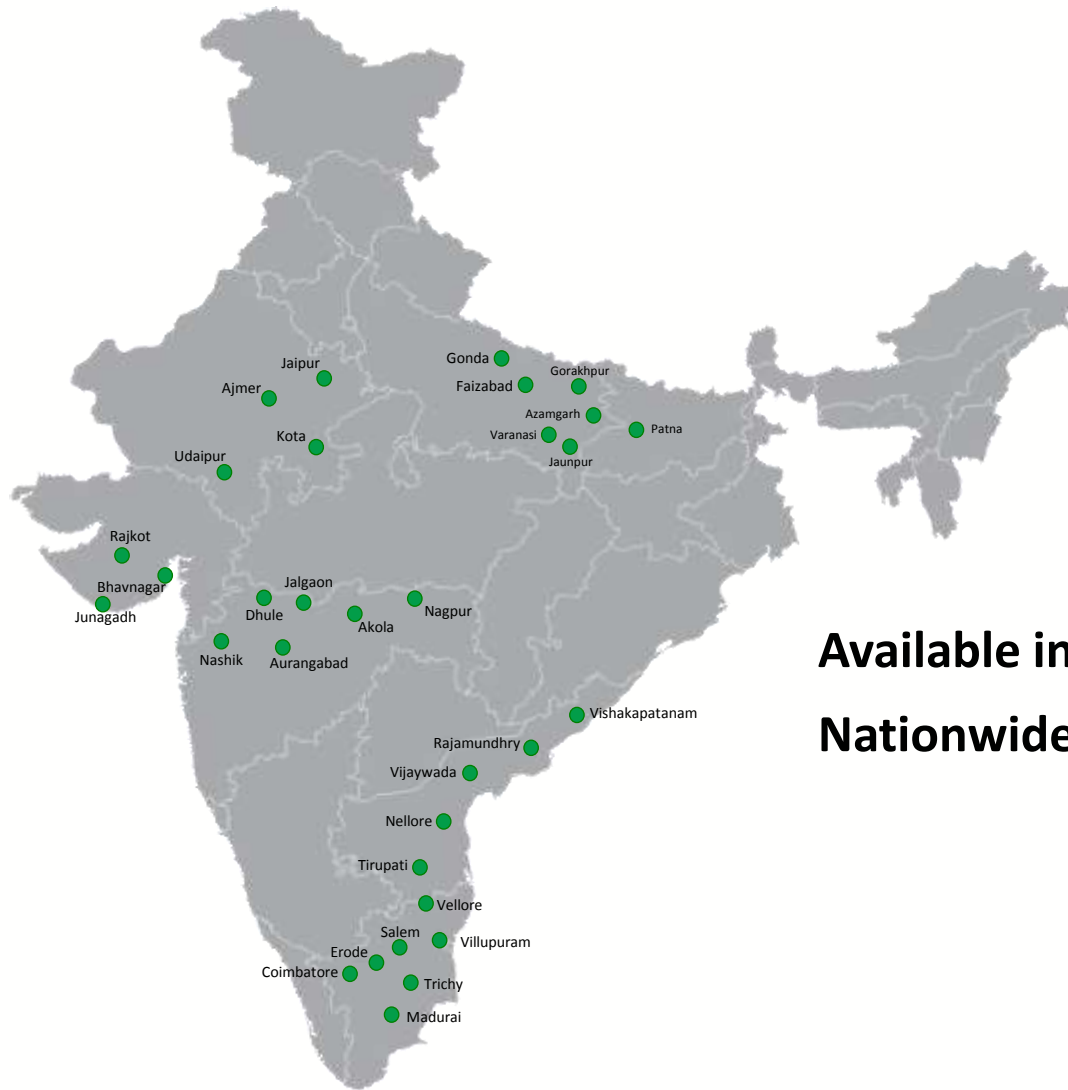 Jaipur
Gonda
Gorakhpur
Ajmer
Faizabad
Azamgarh
Patna
Kota
Varanasi
Udaipur
Jaunpur
Rajkot
Bhavnagar
Jalgaon
Junagadh
Dhule
Nagpur
Akola
Nashik
Aurangabad
Available in
Nationwide
Vishakapatanam
Rajamundhry
Vijaywada
Nellore
Tirupati
Vellore
Salem
Villupuram
Erode
Coimbatore
Trichy
Madurai